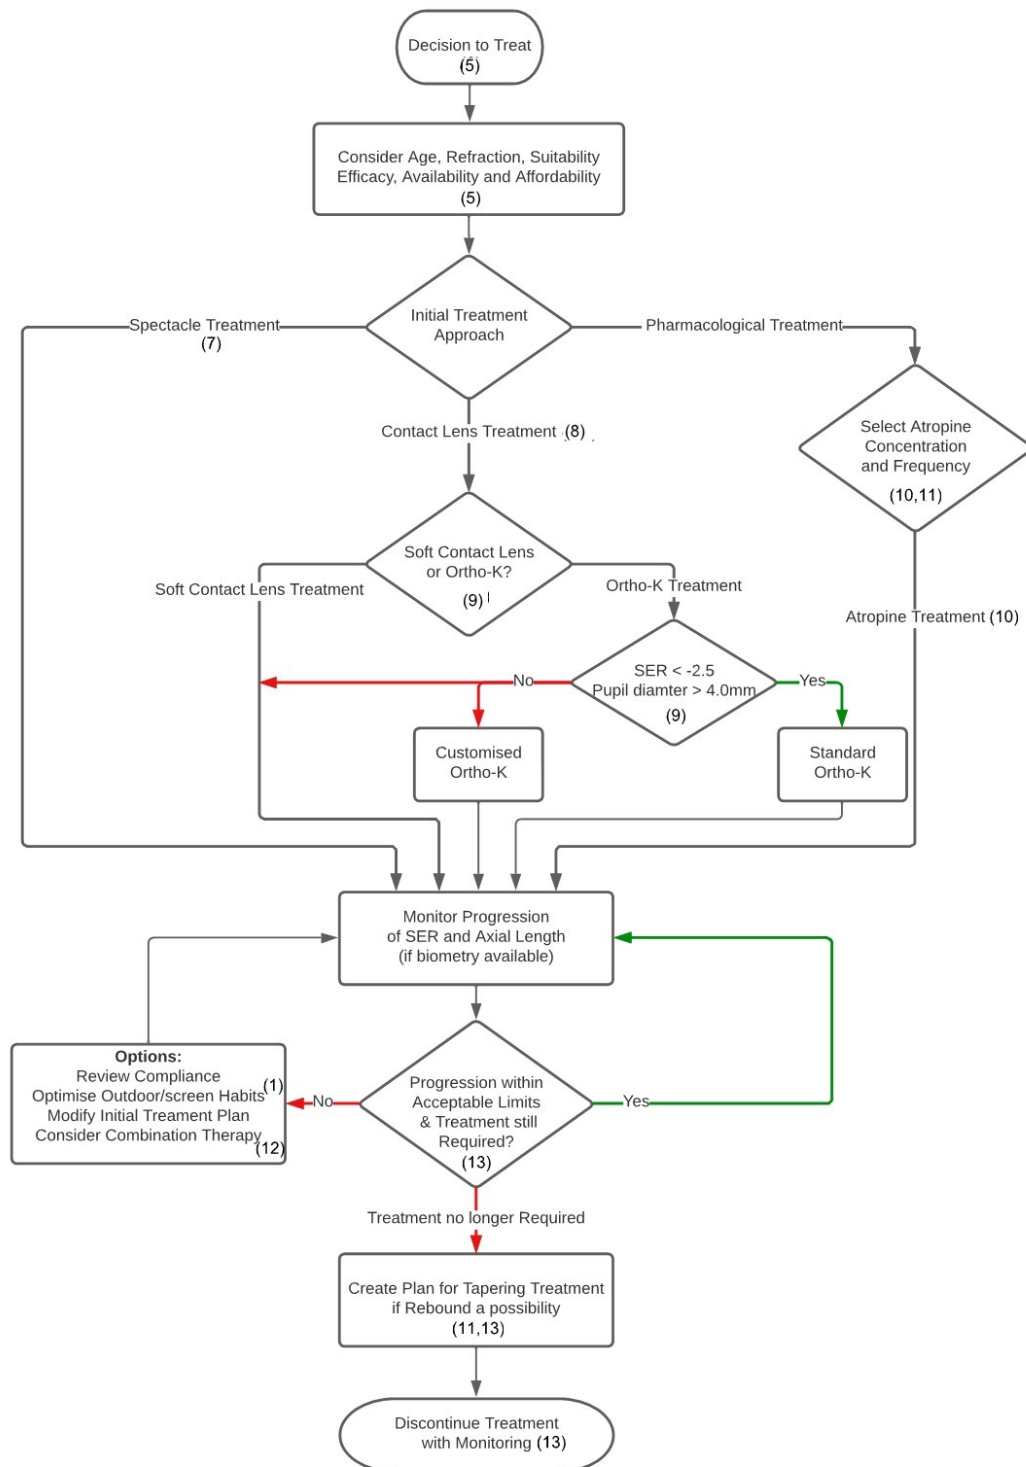 Decision to Treat
(5)
Consider Age, Refraction, Suitability
Efficacy, Availability and Affordability
(5)
Initial Treatment
Approach
Spectacle Treatment
(7)
Pharmacological Treatment
Contact Lens Treatment (8)
Select Atropine
Concentration
and Frequency
(10,11)
Soft Contact Lens
or Ortho-K?
(9)
Soft Contact Lens Treatment
Ortho-K Treatment
Atropine Treatment (10)
SER < -2.5
Pupil diamter > 4.0mm
(9)
No
Yes
Customised
Ortho-K
Standard
Ortho-K
Monitor Progression
of SER and Axial Length
(if biometry available)
Options:
Review Compliance
Optimise Outdoor/screen Habits (1)
Modify Initial Treament Plan
Consider Combination Therapy (12)
No
Progression within
Acceptable Limits
& Treatment still
Required?
(13)
Yes
Treatment no longer Required
Create Plan for Tapering Treatment
if Rebound a possibility
(11,13)
Discontinue Treatment
with Monitoring (13)